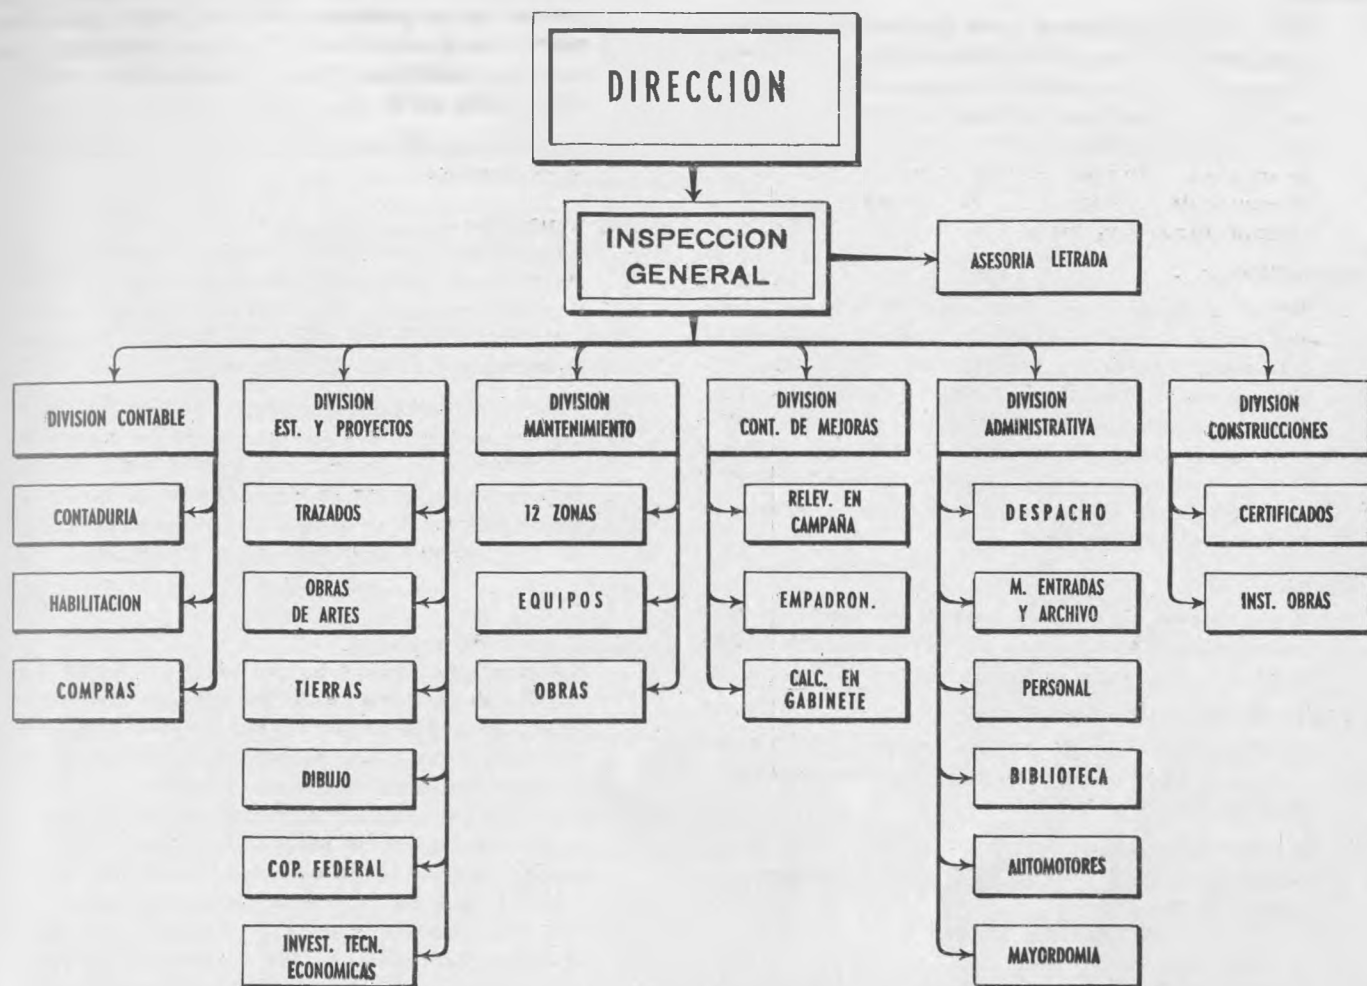 DIRECCION
INSPECCION
GENERAL
ASESORIA LETRADA
DIVISION CONTABLE
CONTADURIA
HABILITACION
COMPRAS
DIVISION
EST. Y PROYECTOS
TRAZADOS
OBRAS
DE ARTES
TIERRAS
DIBUJO
COP. FEDERAL
INVEST. TECN.
ECONOMICAS
DIVISION
MANTENIMIENTO
12 ZONAS
EQUIPOS
OBRAS
DIVISION
CONT. DE MEJORAS
RELEV. EN
CAMPAÑA
EMPADRON.
CALC. EN
GABINETE
DIVISION
ADMINISTRATIVA
DESPACHO
M. ENTRADAS
Y ARCHIVO
PERSONAL
BIBLIOTECA
AUTOMOTORES
MAYORDOMIA
DIVISION
CONSTRUCCIONES
CERTIFICADOS
INST. OBRAS